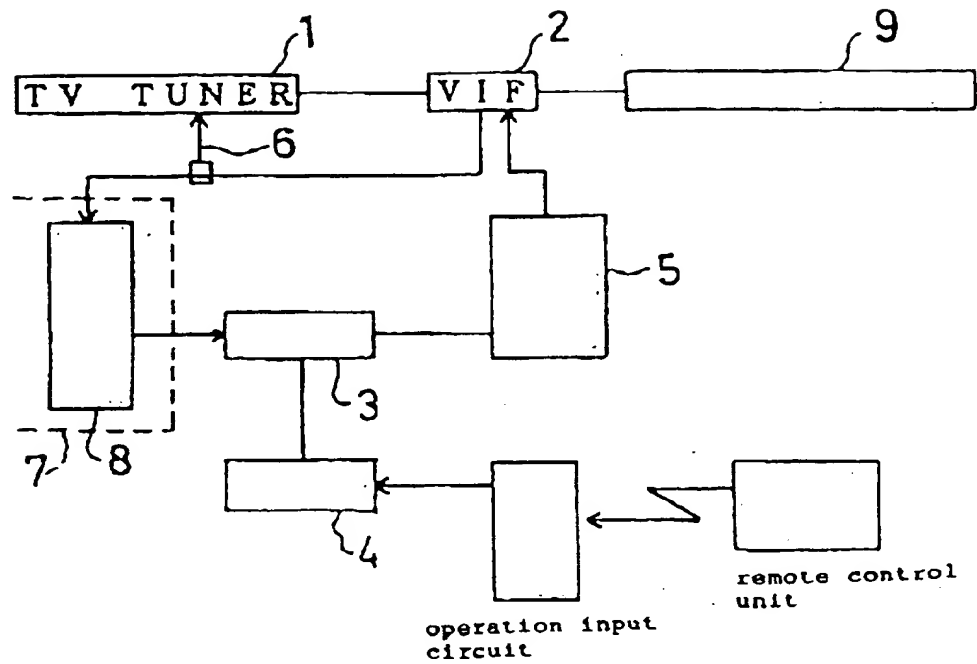 1
2
9
TV TUNER
VIF
6
5
3
7
8
4
remote control
unit
operation input
circuit